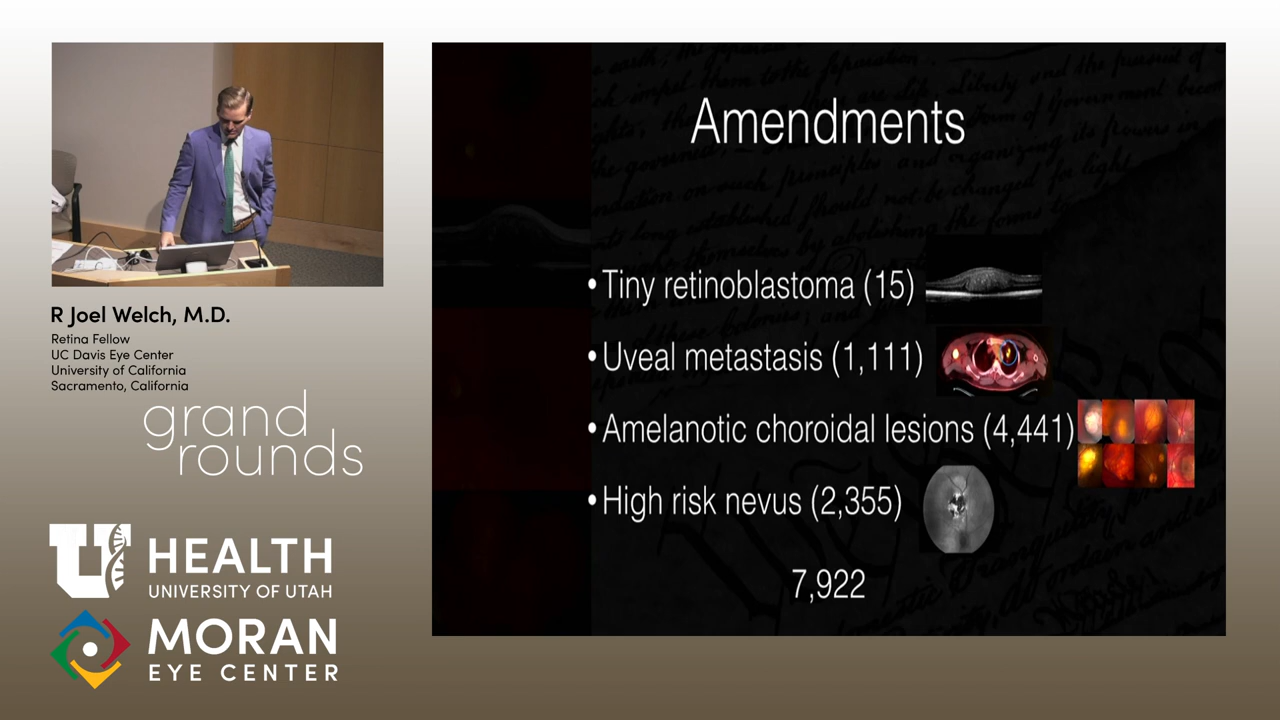 R Joel Welch, M.D.
Retina Fellow
UC Davis Eye Center
University of California
Sacramento, California
grand
rounds
U
HEALTH
UNIVERSITY OF UTAH
MORAN
EYE CENTER
Amendments
• Tiny retinoblastoma (15)
• Uveal metastasis (1,111)
• Amelanotic choroidal lesions (4,441)
• High risk nevus (2,355)
7,922